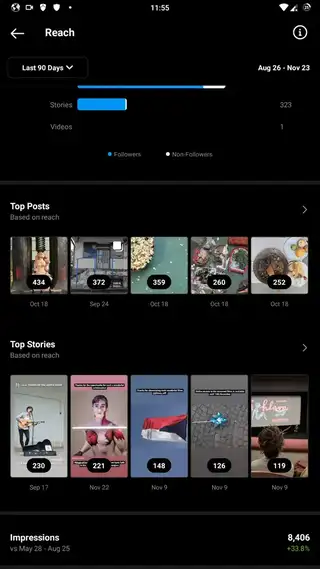 11:55
Reach
Last 90 Days
Aug 26 - Nov 23
Stories 323
Videos 1
Followers Non-Followers
Top Posts
Based on reach
434 372 359 260 252
Oct 18 Sep 24 Oct 18 Oct 18 Oct 18
Top Stories
Based on reach
230 221 148 126 119
Sep 17 Nov 22 Nov 9 Nov 9 Nov 9
Impressions 8,406
vs May 28 - Aug 25 +33.8%